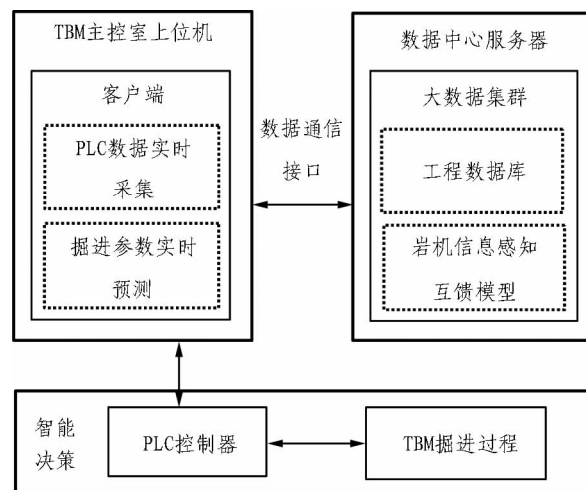 TBM主控室上位机
客户端
PLC数据实时
采集
掘进参数实时
预测
数据通信
接口
数据中心服务器
大数据集群
工程数据库
岩机信息感知
互馈模型
智能
决策
PLC控制器
TBM掘进过程